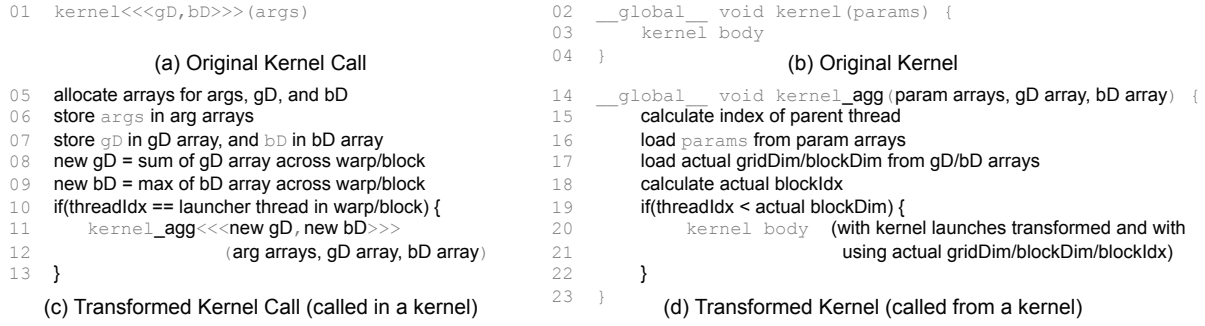 01 kernel<<<gD,bD>>>(args)
(a) Original Kernel Call
02 __global__ void kernel(params) {
03 kernel body
04 }
(b) Original Kernel
05 allocate arrays for args, gD, and bD
06 store args in arg arrays
07 store gD in gD array, and bD in bD array
08 new gD = sum of gD array across warp/block
09 new bD = max of bD array across warp/block
10 if(threadIdx == launcher thread in warp/block) {
11 kernel_agg<<<new gD,new bD>>>
12 (arg arrays, gD array, bD array)
13 }
(c) Transformed Kernel Call (called in a kernel)
14 __global__ void kernel_agg(param arrays, gD array, bD array) {
15 calculate index of parent thread
16 load params from param arrays
17 load actual gridDim/blockDim from gD/bD arrays
18 calculate actual blockIdx
19 if(threadIdx < actual blockDim) {
20 kernel body (with kernel launches transformed and with
21 using actual gridDim/blockDim/blockIdx)
22 }
23 }
(d) Transformed Kernel (called from a kernel)